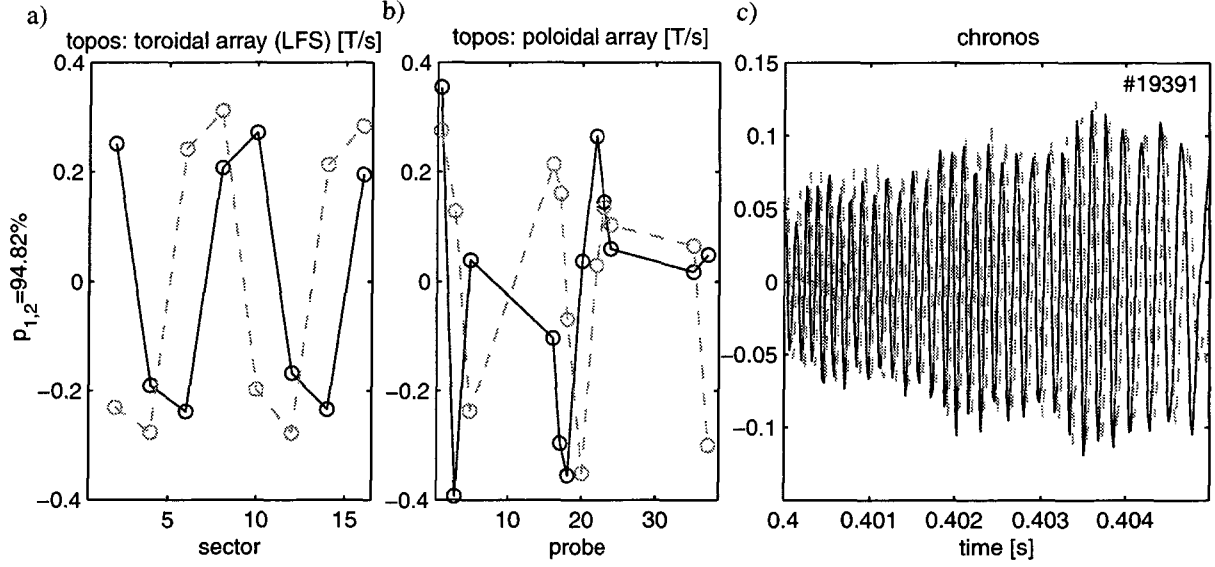 a)
topos: toroidal array (LFS) [T/s]
0.4
0.2
0
−0.2
−0.4
p1,2=94.82%
5
10
15
sector
b)
topos: poloidal array [T/s]
0.4
0.2
0
−0.2
−0.4
10
20
30
probe
c)
chronos
#19391
0.15
0.1
0.05
0
−0.05
−0.1
0.4
0.401
0.402
0.403
0.404
time [s]